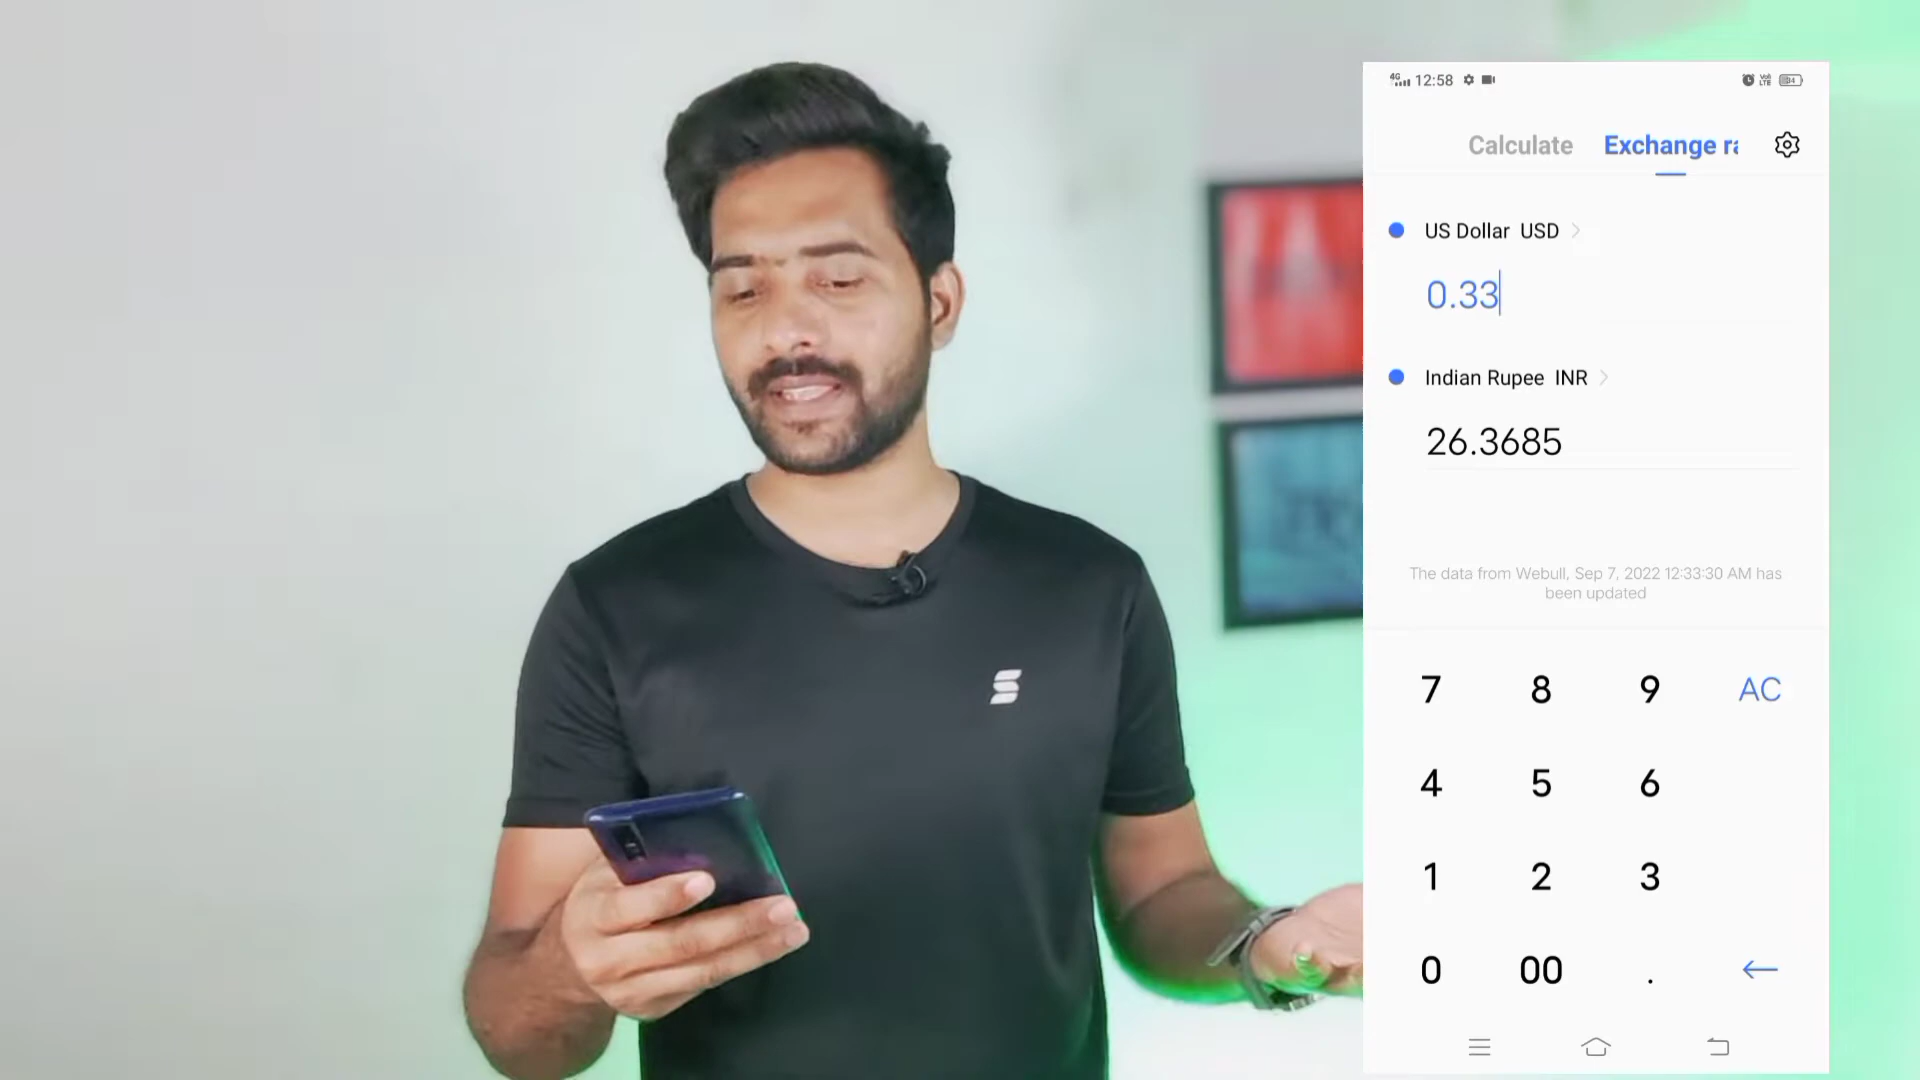 4G 12:58
Calculate Exchange ra
US Dollar USD
0.33
Indian Rupee INR
26.3685
The data from Webull, Sep 7, 2022 12:33:30 AM has
been updated
7 8 9 AC
4 5 6
1 2 3
0 00 .